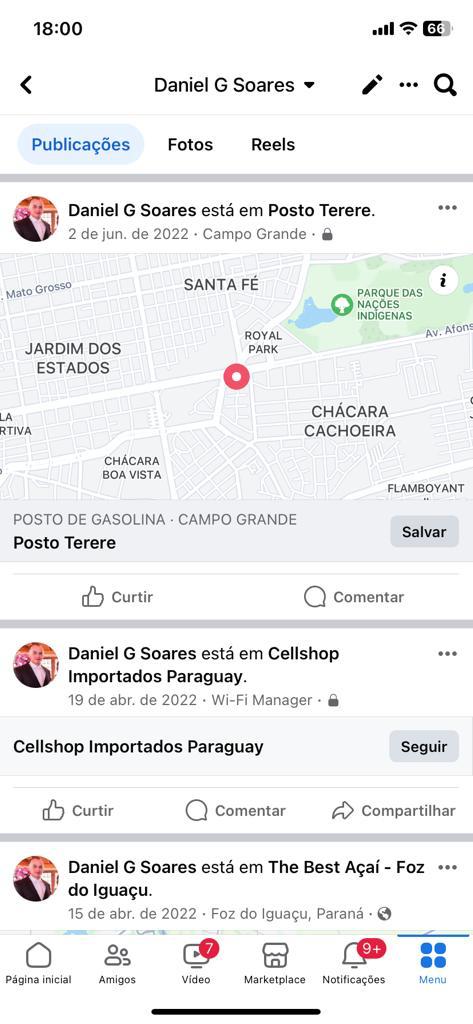 18:00
66
Daniel G Soares
Publicações
Fotos
Reels
Daniel G Soares está em Posto Terere.
2 de jun. de 2022 · Campo Grande ·
Mato Grosso
SANTA FÉ
PARQUE DAS
NAÇÕES
INDÍGENAS
i
Av. Afons
ROYAL
PARK
JARDIM DOS
ESTADOS
LA
RTIVA
CHÁCARA
CACHOEIRA
CHÁCARA
BOA VISTA
FLAMBOYANT
POSTO DE GASOLINA · CAMPO GRANDE
Posto Terere
Salvar
Curtir
Comentar
Daniel G Soares está em Cellshop
Importados Paraguay.
19 de abr. de 2022 · Wi-Fi Manager ·
Cellshop Importados Paraguay
Seguir
Curtir
Comentar
Compartilhar
Daniel G Soares está em The Best Açaí - Foz
do Iguaçu.
15 de abr. de 2022 · Foz do Iguaçu, Paraná ·
7
9+
Página inicial
Amigos
Vídeo
Marketplace
Notificações
Menu